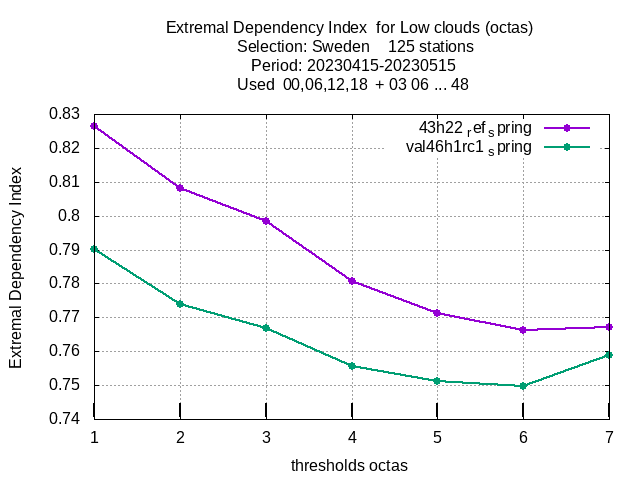 Extremal Dependency Index  for Low clouds (octas)
Selection: Sweden    125 stations
Period: 20230415-20230515
Used  00,06,12,18  + 03 06 ... 48
43h22 ref spring
val46h1rc1 spring
Extremal Dependency Index
0.83
0.82
0.81
0.8
0.79
0.78
0.77
0.76
0.75
0.74
1 2 3 4 5 6 7
thresholds octas